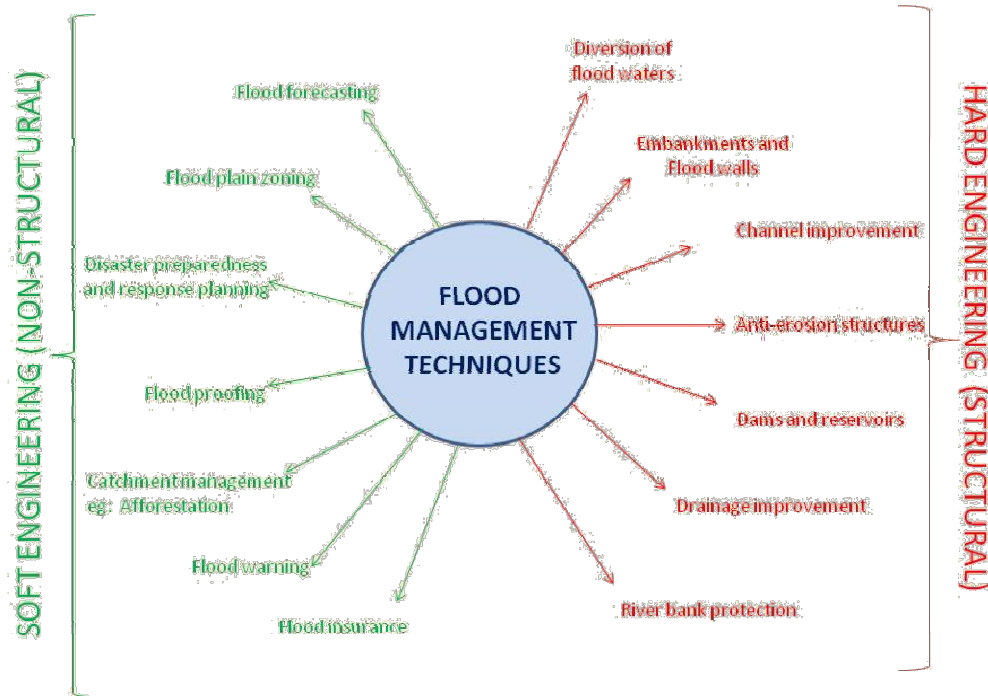 SOFT ENGINEERING (NON-STRUCTURAL)
Flood forecasting
Flood plain zoning
Disaster preparedness
and response planning
Flood proofing
Catchment management
eg: Afforestation
Flood warning
Flood insurance
FLOOD
MANAGEMENT
TECHNIQUES
Diversion of
flood waters
Embankments and
Flood walls
Channel improvement
Anti-erosion structures
Dams and reservoirs
Drainage improvement
River bank protection
HARD ENGINEERING (STRUCTURAL)